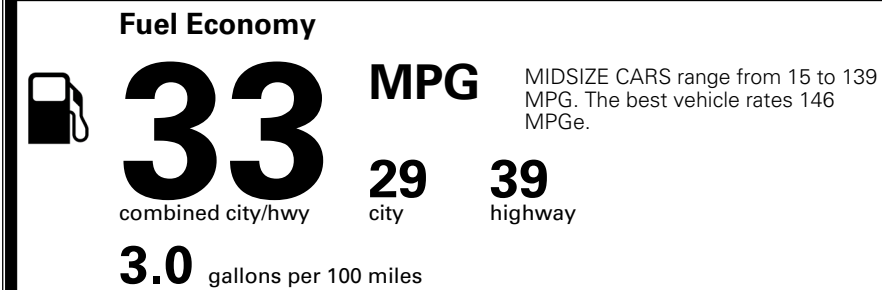 Fuel Economy
33 MPG
MIDSIZE CARS range from 15 to 139
MPG. The best vehicle rates 146
MPGe.
29 39
combined city/hwy city highway
3.0 gallons per 100 miles